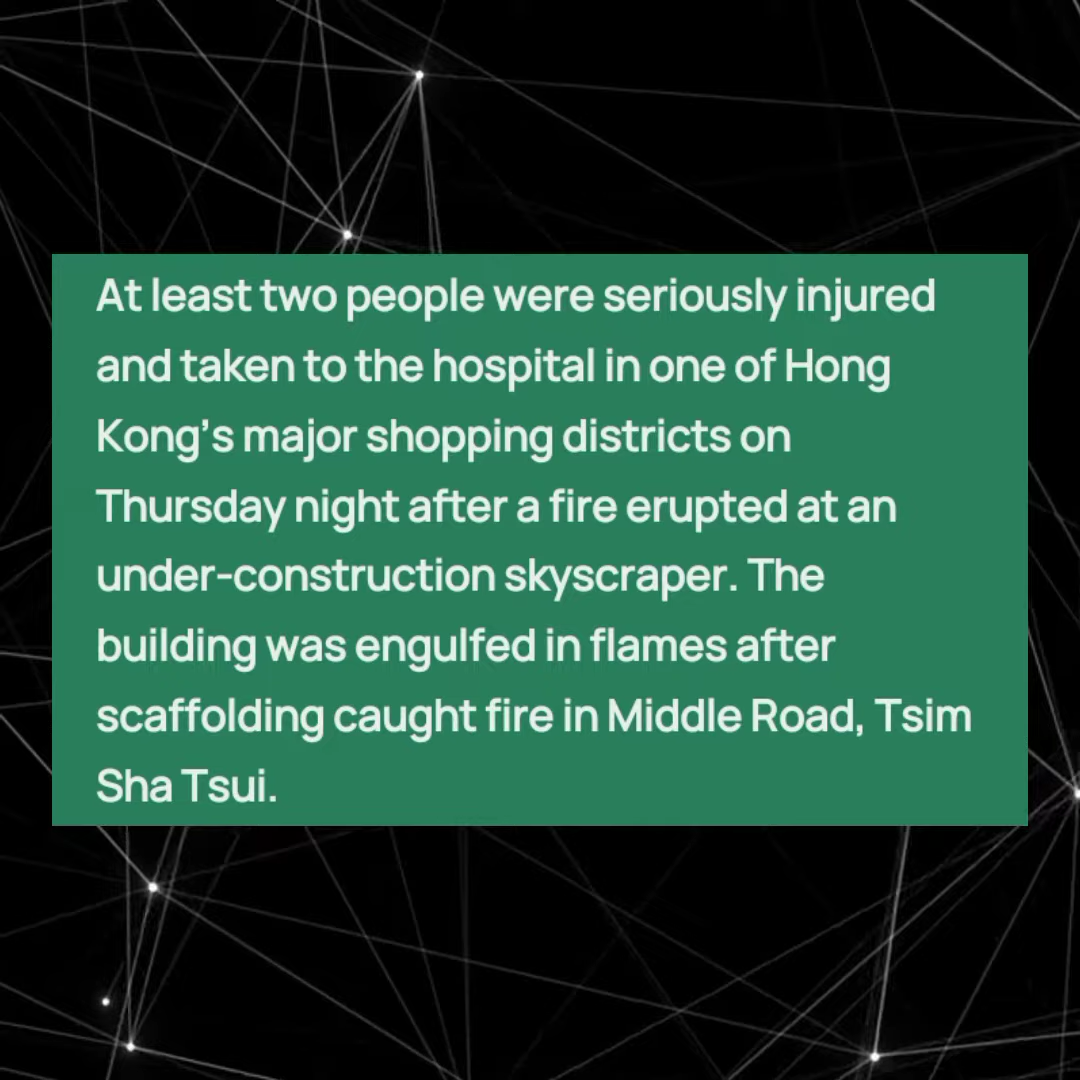 At least two people were seriously injured
and taken to the hospital in one of Hong
Kong’s major shopping districts on
Thursday night after a fire erupted at an
under-construction skyscraper. The
building was engulfed in flames after
scaffolding caught fire in Middle Road, Tsim
Sha Tsui.